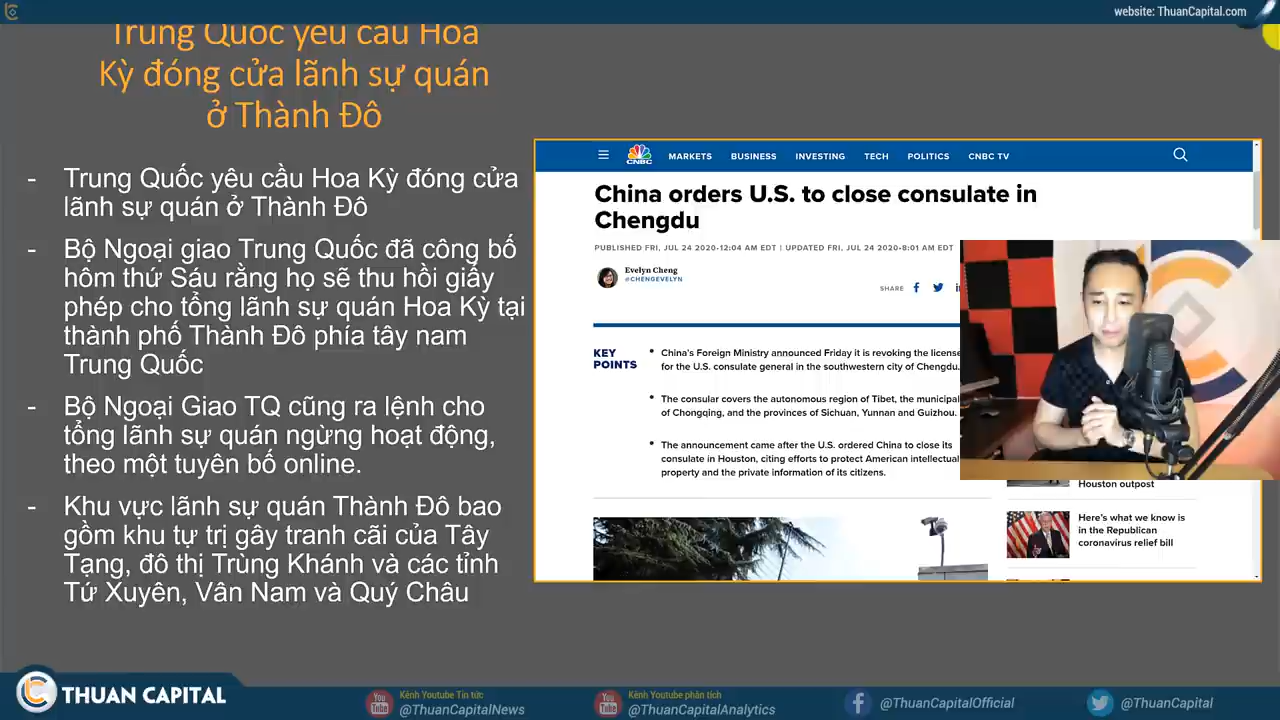 website: ThuanCapital.com
Trung Quốc yêu cầu Hoa
Kỳ đóng cửa lãnh sự quán
ở Thành Đô
- Trung Quốc yêu cầu Hoa Kỳ đóng cửa
lãnh sự quán ở Thành Đô
- Bộ Ngoại giao Trung Quốc đã công bố
hôm thứ Sáu rằng họ sẽ thu hồi giấy
phép cho tổng lãnh sự quán Hoa Kỳ tại
thành phố Thành Đô phía tây nam
Trung Quốc
- Bộ Ngoại Giao TQ cũng ra lệnh cho
tổng lãnh sự quán ngừng hoạt động,
theo một tuyên bố online.
- Khu vực lãnh sự quán Thành Đô bao
gồm khu tự trị gây tranh cãi của Tây
Tạng, đô thị Trùng Khánh và các tỉnh
Tứ Xuyên, Vân Nam và Quý Châu
CNBC MARKETS BUSINESS INVESTING TECH POLITICS CNBC TV
China orders U.S. to close consulate in
Chengdu
PUBLISHED FRI, JUL 24 2020•12:04 AM EDT | UPDATED FRI, JUL 24 2020•8:01 AM EDT
Evelyn Cheng
@CHENGEVELYN
SHARE
KEY
POINTS
• China's Foreign Ministry announced Friday it is revoking the license
for the U.S. consulate general in the southwestern city of Chengdu.
• The consular covers the autonomous region of Tibet, the
of Chongqing, and the provinces of Sichuan, Yunnan and Guizhou.
• The announcement came after the U.S. ordered China to close its
consulate in Houston, citing efforts to protect American intellectual
property and the private information of its citizens.
Houston outpost
Here's what we know is
in the Republican
coronavirus relief bill
THUAN CAPITAL
Kênh Youtube Tin tức:
@ThuanCapitalNews
Kênh Youtube phân tích
@ThuanCapitalAnalytics
@ThuanCapitalOfficial
@ThuanCapital